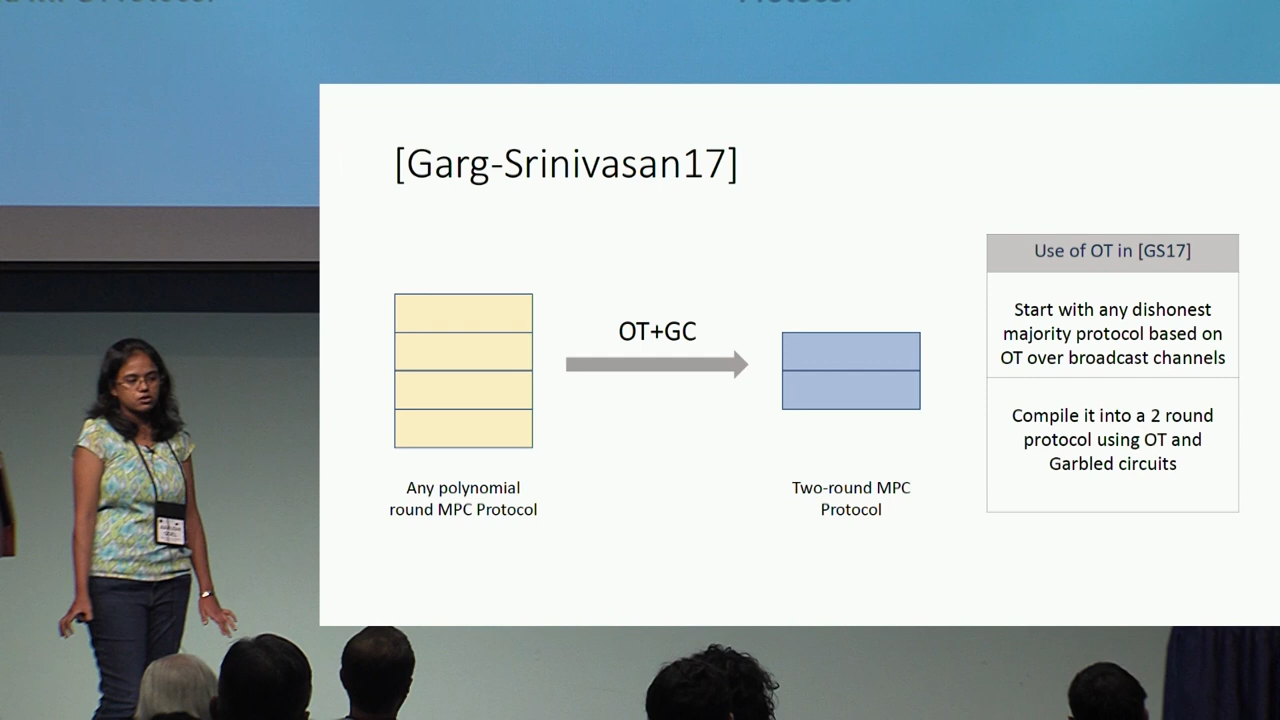 [Garg-Srinivasan17]
OT+GC
Any polynomial
round MPC Protocol
Two-round MPC
Protocol
Use of OT in [GS17]
Start with any dishonest
majority protocol based on
OT over broadcast channels
Compile it into a 2 round
protocol using OT and
Garbled circuits